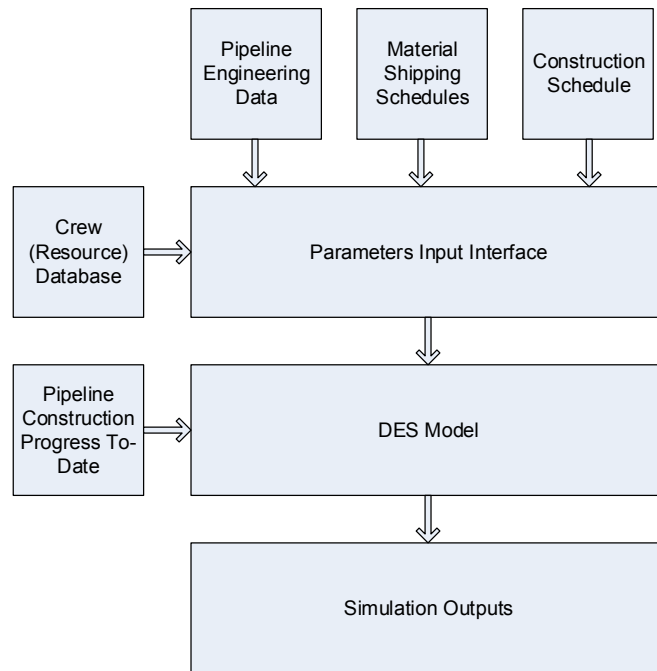 Pipeline
Engineering
Data
Material
Shipping
Schedules
Construction
Schedule
Crew
(Resource)
Database
Parameters Input Interface
Pipeline
Construction
Progress To-
Date
DES Model
Simulation Outputs